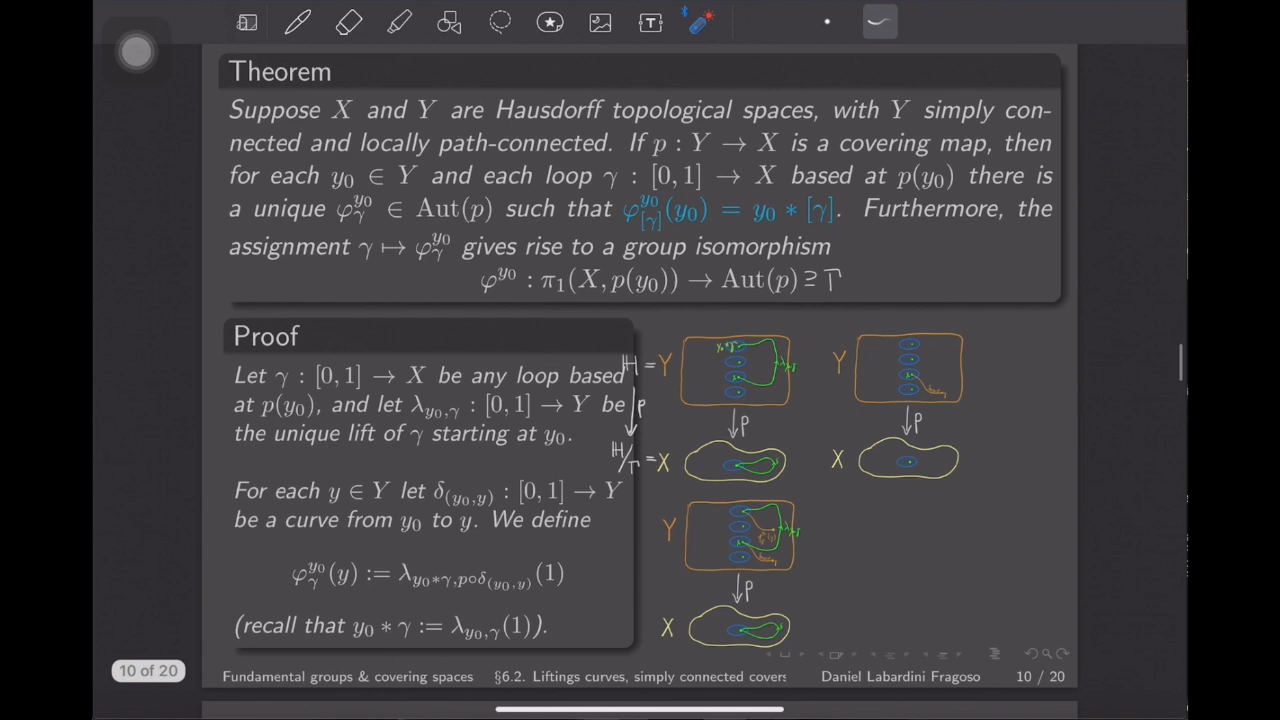 Theorem
Suppose X and Y are Hausdorff topological spaces, with Y simply con-
nected and locally path-connected. If p : Y → X is a covering map, then
for each y₀ ∈ Y and each loop γ : [0, 1] → X based at p(y₀) there is
a unique φ_γ^{y₀} ∈ Aut(p) such that φ_{[γ]}^{y₀}(y₀) = y₀ * [γ]. Furthermore, the
assignment γ ↦ φ_γ^{y₀} gives rise to a group isomorphism
φ^{y₀} : π₁(X, p(y₀)) → Aut(p) ≅ Γ
Proof
Let γ : [0, 1] → X be any loop based
at p(y₀), and let λ_{y₀,γ} : [0, 1] → Y be
the unique lift of γ starting at y₀.
For each y ∈ Y let δ_{(y₀,y)} : [0, 1] → Y
be a curve from y₀ to y. We define
φ_γ^{y₀}(y) := λ_{y₀*γ,p∘δ_{(y₀,y)}}(1)
(recall that y₀ * γ := λ_{y₀,γ}(1)).
ℍ = Y
p
p
ℍ/Γ = X
Y
p
X
Y
p
X
Fundamental groups & covering spaces
§6.2. Liftings curves, simply connected covers
Daniel Labardini Fragoso
10 / 20
10 of 20